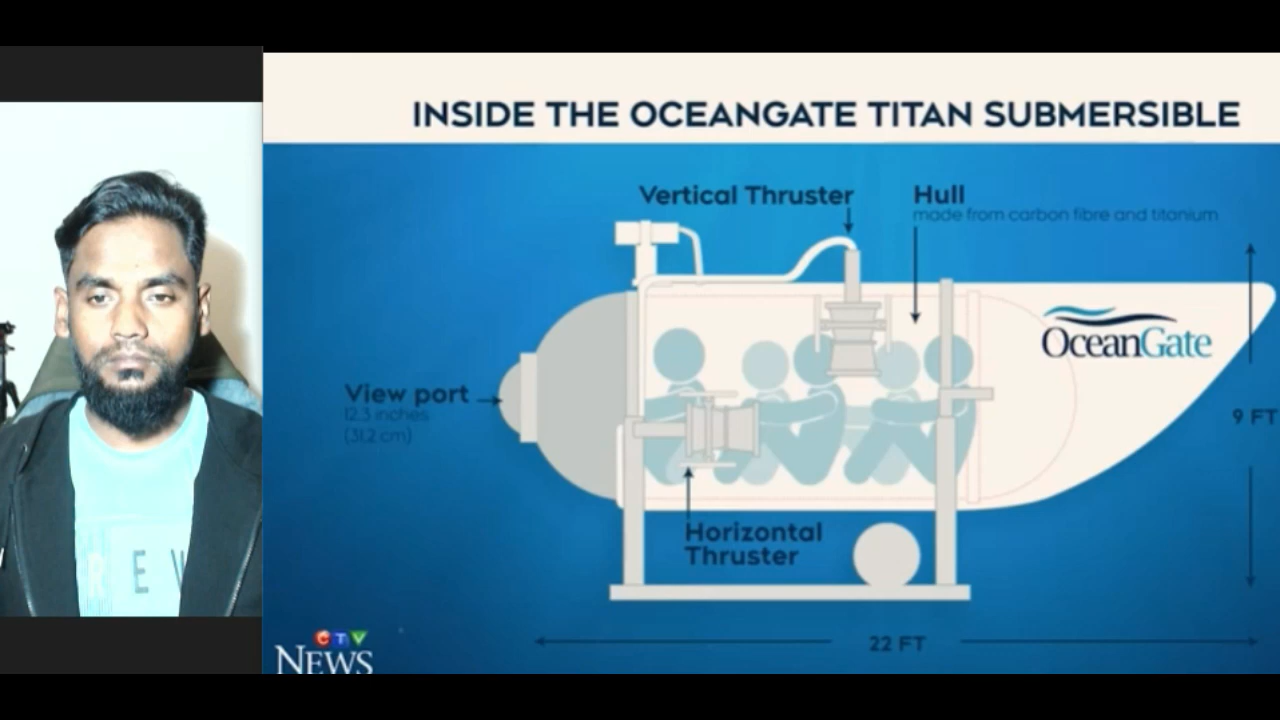 INSIDE THE OCEANGATE TITAN SUBMERSIBLE
Vertical Thruster
Hull
made from carbon fibre and titanium
OceanGate
View port
12.3 inches
(31.2 cm)
9 FT
Horizontal
Thruster
22 FT
CTV
NEWS
R E V